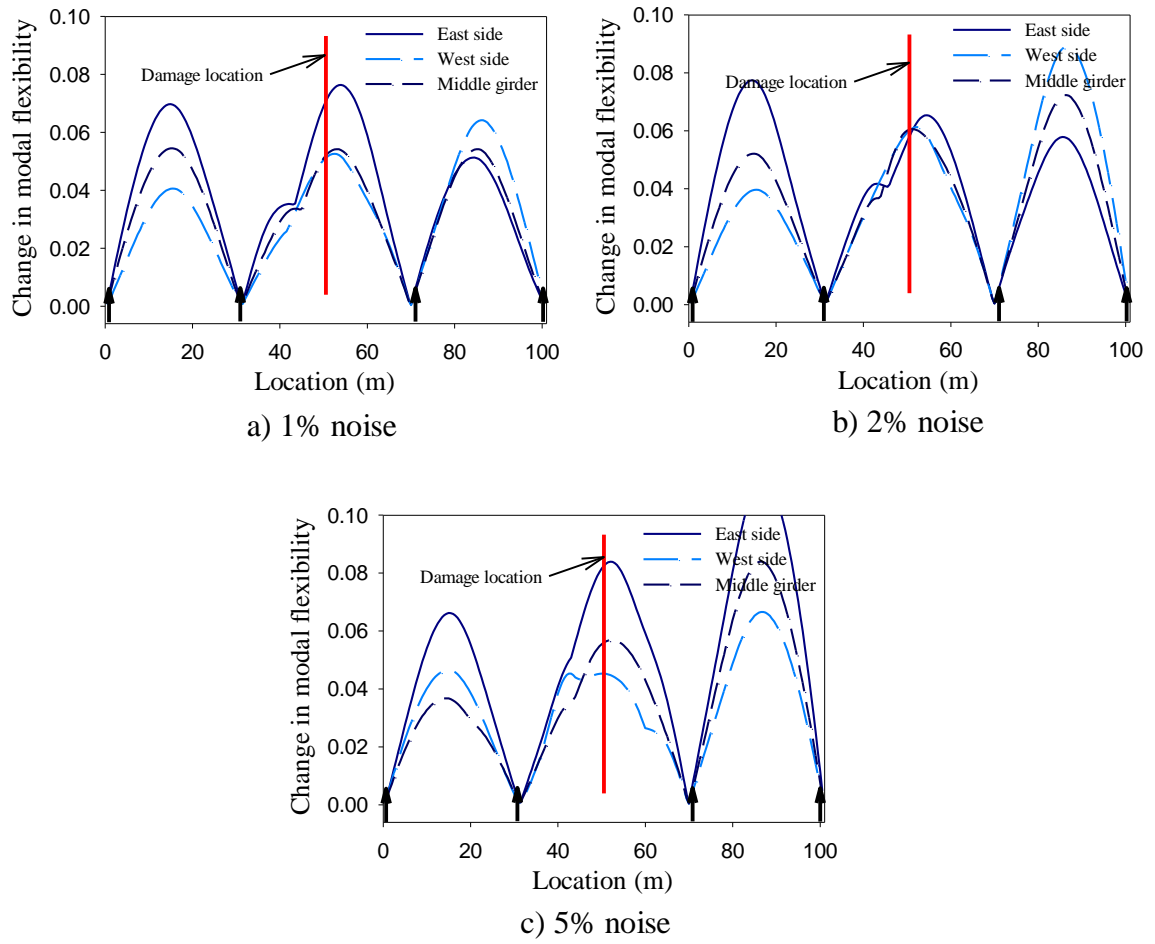 0.10
0.08
0.06
0.04
0.02
0.00
Change in modal flexibility
East side
West side
Middle girder
Damage location
0 20 40 60 80 100
Location (m)
a) 1% noise
0.10
0.08
0.06
0.04
0.02
0.00
Change in modal flexibility
East side
West side
Middle girder
Damage location
0 20 40 60 80 100
Location (m)
b) 2% noise
0.10
0.08
0.06
0.04
0.02
0.00
Change in modal flexibility
East side
West side
Middle girder
Damage location
0 20 40 60 80 100
Location (m)
c) 5% noise